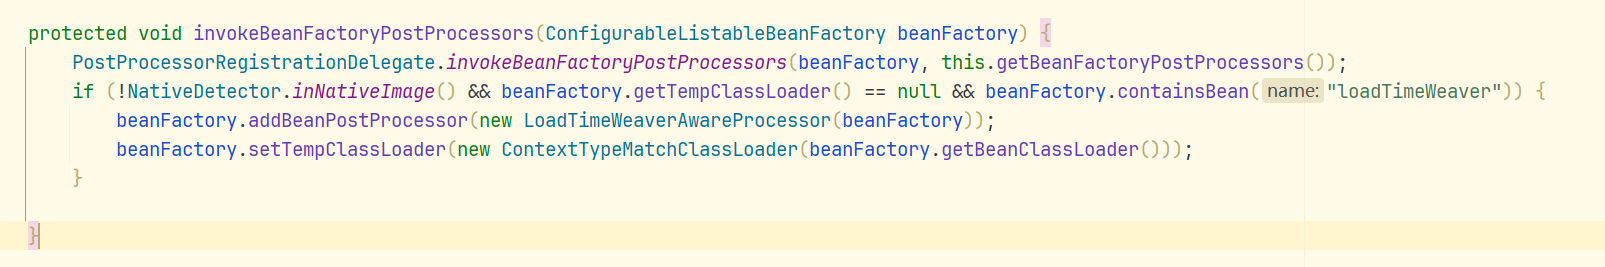 protected void invokeBeanFactoryPostProcessors(ConfigurableListableBeanFactory beanFactory) {
PostProcessorRegistrationDelegate.invokeBeanFactoryPostProcessors(beanFactory, this.getBeanFactoryPostProcessors());
if (!NativeDetector.inNativeImage() && beanFactory.getTempClassLoader() == null && beanFactory.containsBean( name: "loadTimeWeaver")) {
beanFactory.addBeanPostProcessor(new LoadTimeWeaverAwareProcessor(beanFactory));
beanFactory.setTempClassLoader(new ContextTypeMatchClassLoader(beanFactory.getBeanClassLoader()));
}
}